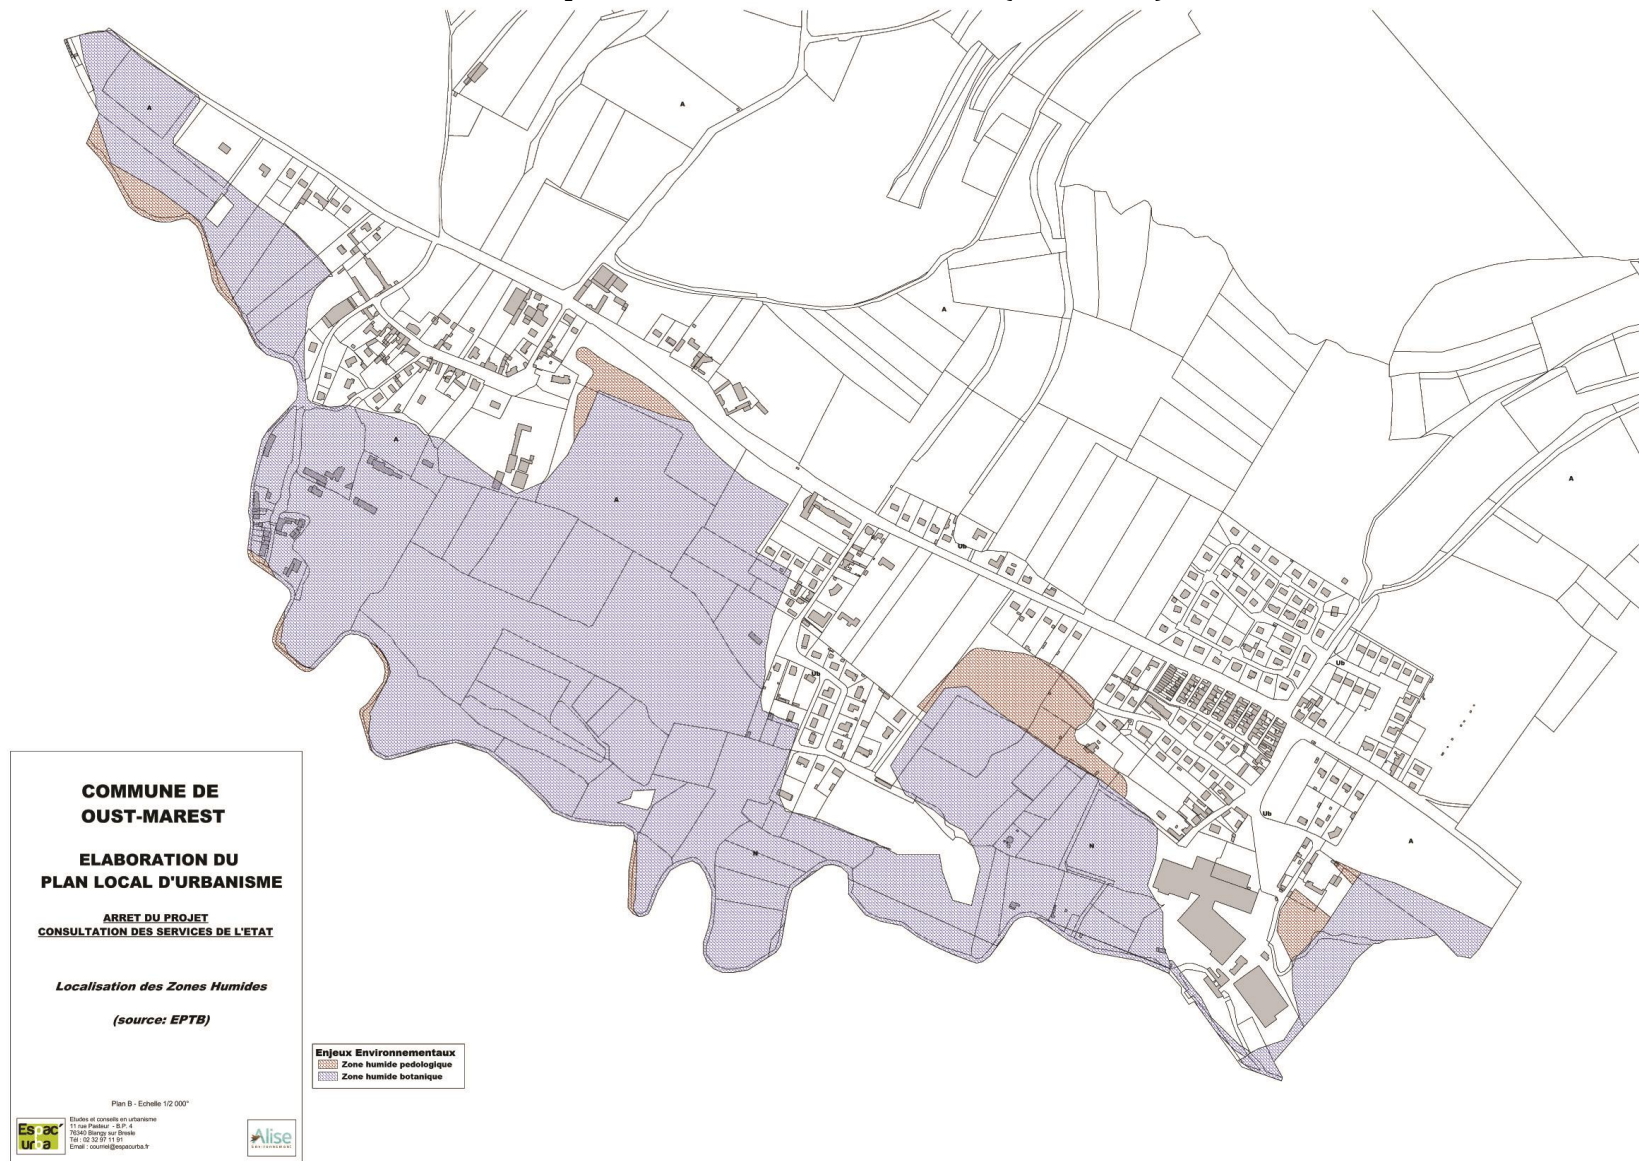 A
A
A
A
A
A
Ub
Ub
Ub
Ub
N
N
A
COMMUNE DE
OUST-MAREST
ELABORATION DU
PLAN LOCAL D'URBANISME
ARRET DU PROJET
CONSULTATION DES SERVICES DE L'ETAT
Localisation des Zones Humides
(source: EPTB)
Plan B - Echelle 1/2 000°
Espac'
urba
Etudes et conseils en urbanisme
11 rue Pasteur - B.P. 4
76340 Blangy sur Bresle
Tél : 02 32 97 11 91
Email : courriel@espacurba.fr
Alise
ENVIRONNEMENT
Enjeux Environnementaux
Zone humide pedologique
Zone humide botanique